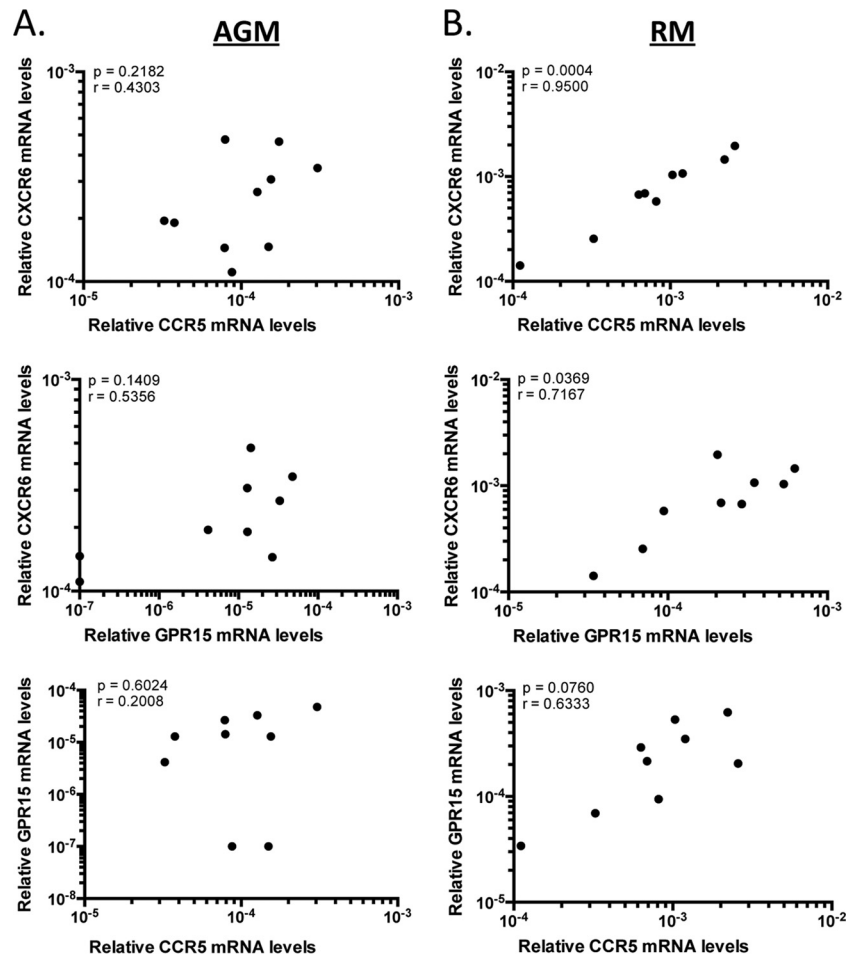 A.
AGM
p = 0.2182
r = 0.4303
Relative CXCR6 mRNA levels
10-3
10-4
10-5
10-4
10-3
Relative CCR5 mRNA levels
p = 0.1409
r = 0.5356
Relative CXCR6 mRNA levels
10-3
10-4
10-7
10-6
10-5
10-4
10-3
Relative GPR15 mRNA levels
p = 0.6024
r = 0.2008
Relative GPR15 mRNA levels
10-4
10-5
10-6
10-7
10-8
10-5
10-4
10-3
Relative CCR5 mRNA levels
B.
RM
p = 0.0004
r = 0.9500
Relative CXCR6 mRNA levels
10-2
10-3
10-4
10-4
10-3
10-2
Relative CCR5 mRNA levels
p = 0.0369
r = 0.7167
Relative CXCR6 mRNA levels
10-2
10-3
10-4
10-5
10-4
10-3
Relative GPR15 mRNA levels
p = 0.0760
r = 0.6333
Relative GPR15 mRNA levels
10-3
10-4
10-5
10-4
10-3
10-2
Relative CCR5 mRNA levels